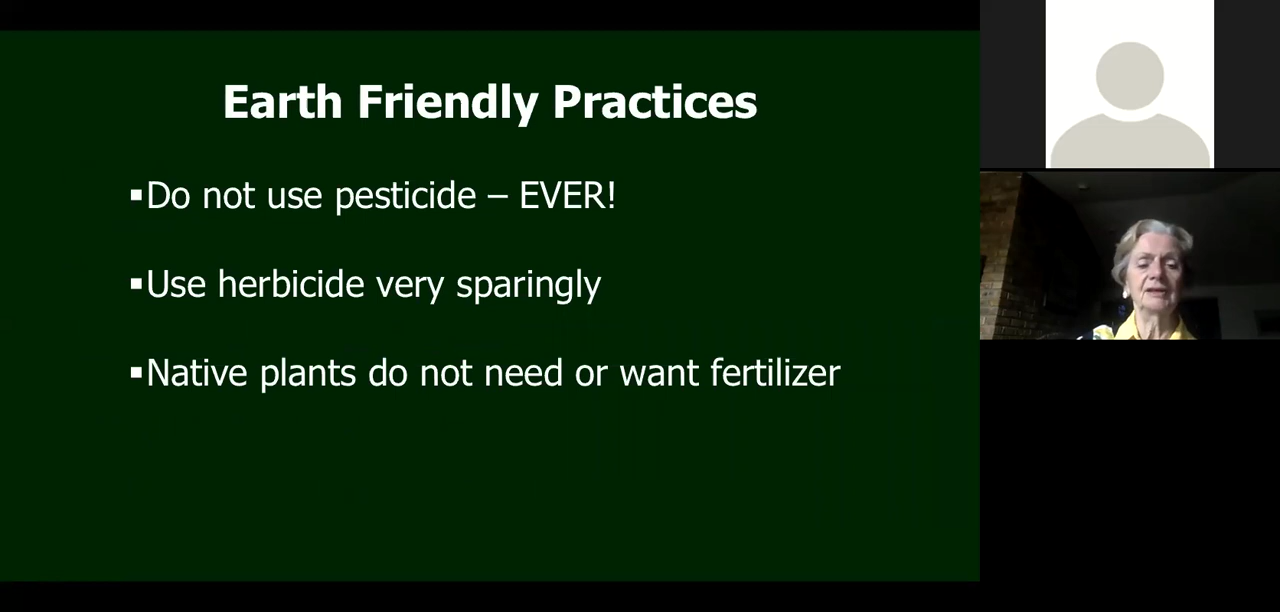 Earth Friendly Practices
▪Do not use pesticide – EVER!
▪Use herbicide very sparingly
▪Native plants do not need or want fertilizer